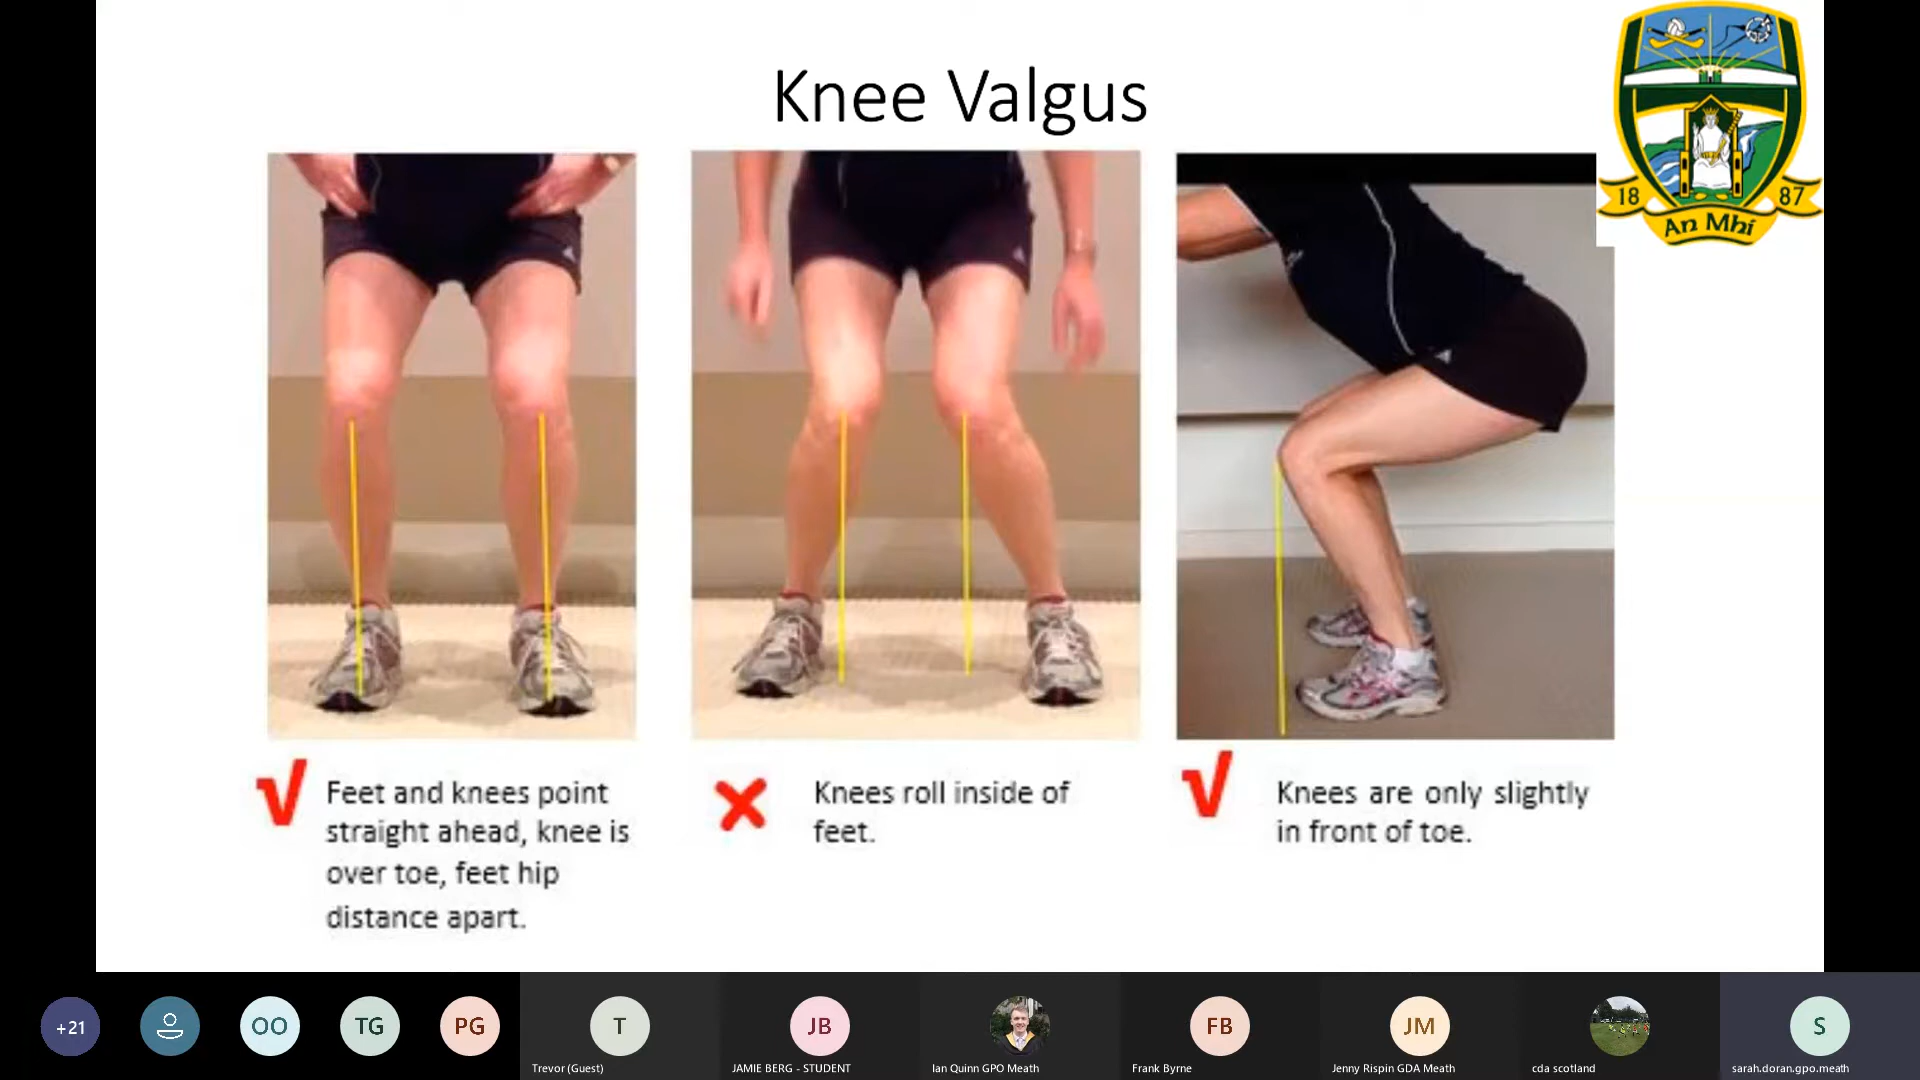 Knee Valgus
18 87
An Mhí
Feet and knees point
straight ahead, knee is
over toe, feet hip
distance apart.
Knees roll inside of
feet.
Knees are only slightly
in front of toe.
+21
OO
TG
PG
T
JB
FB
JM
S
Trevor (Guest)
JAMIE BERG - STUDENT
Ian Quinn GPO Meath
Frank Byrne
Jenny Rispin GDA Meath
cda scotland
sarah.doran.gpo.meath